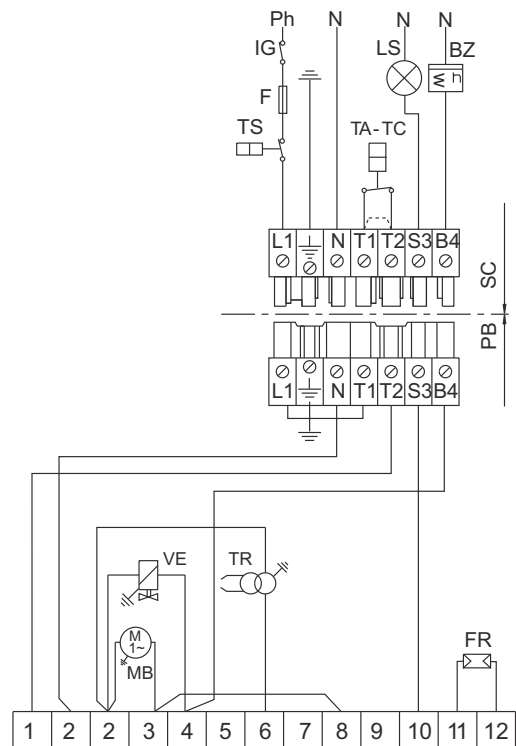 Ph N N N
IG LS BZ
h
W
F
TS TA-TC
L1 N T1 T2 S3 B4
SC
PB
L1 N T1 T2 S3 B4
VE TR
M
1~
MB
FR
1 2 2 3 4 5 6 7 8 9 10 11 12